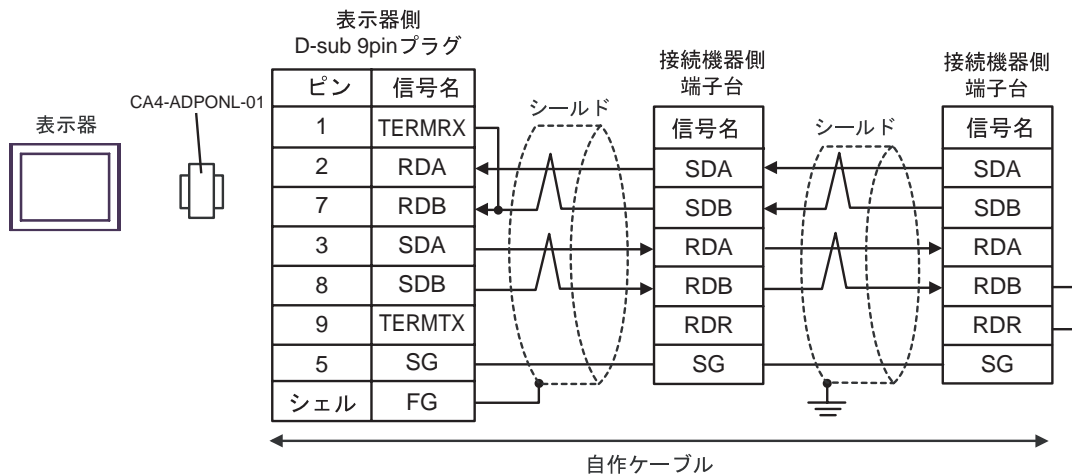 表示器側
D-sub 9pinプラグ
接続機器側
端子台
接続機器側
端子台
CA4-ADPONL-01
表示器
ピン 信号名
1 TERMRX
2 RDA
7 RDB
3 SDA
8 SDB
9 TERMTX
5 SG
シェル FG
シールド
信号名
SDA
SDB
RDA
RDB
RDR
SG
シールド
信号名
SDA
SDB
RDA
RDB
RDR
SG
自作ケーブル